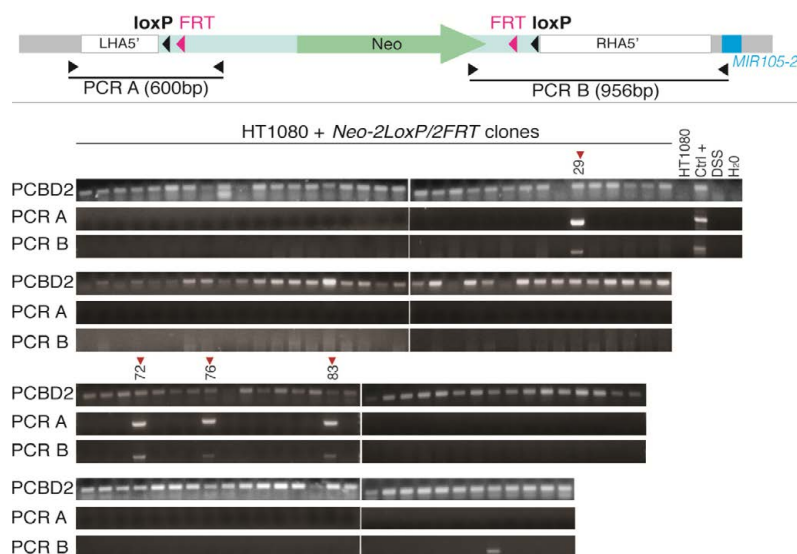 loxP FRT FRT loxP
LHA5' Neo RHA5'
MIR105-2
PCR A (600bp) PCR B (956bp)
HT1080 + Neo-2LoxP/2FRT clones
29 HT1080 Ctrl + DSS H₂0
PCBD2
PCR A
PCR B
PCBD2
PCR A
PCR B
72 76 83
PCBD2
PCR A
PCR B
PCBD2
PCR A
PCR B